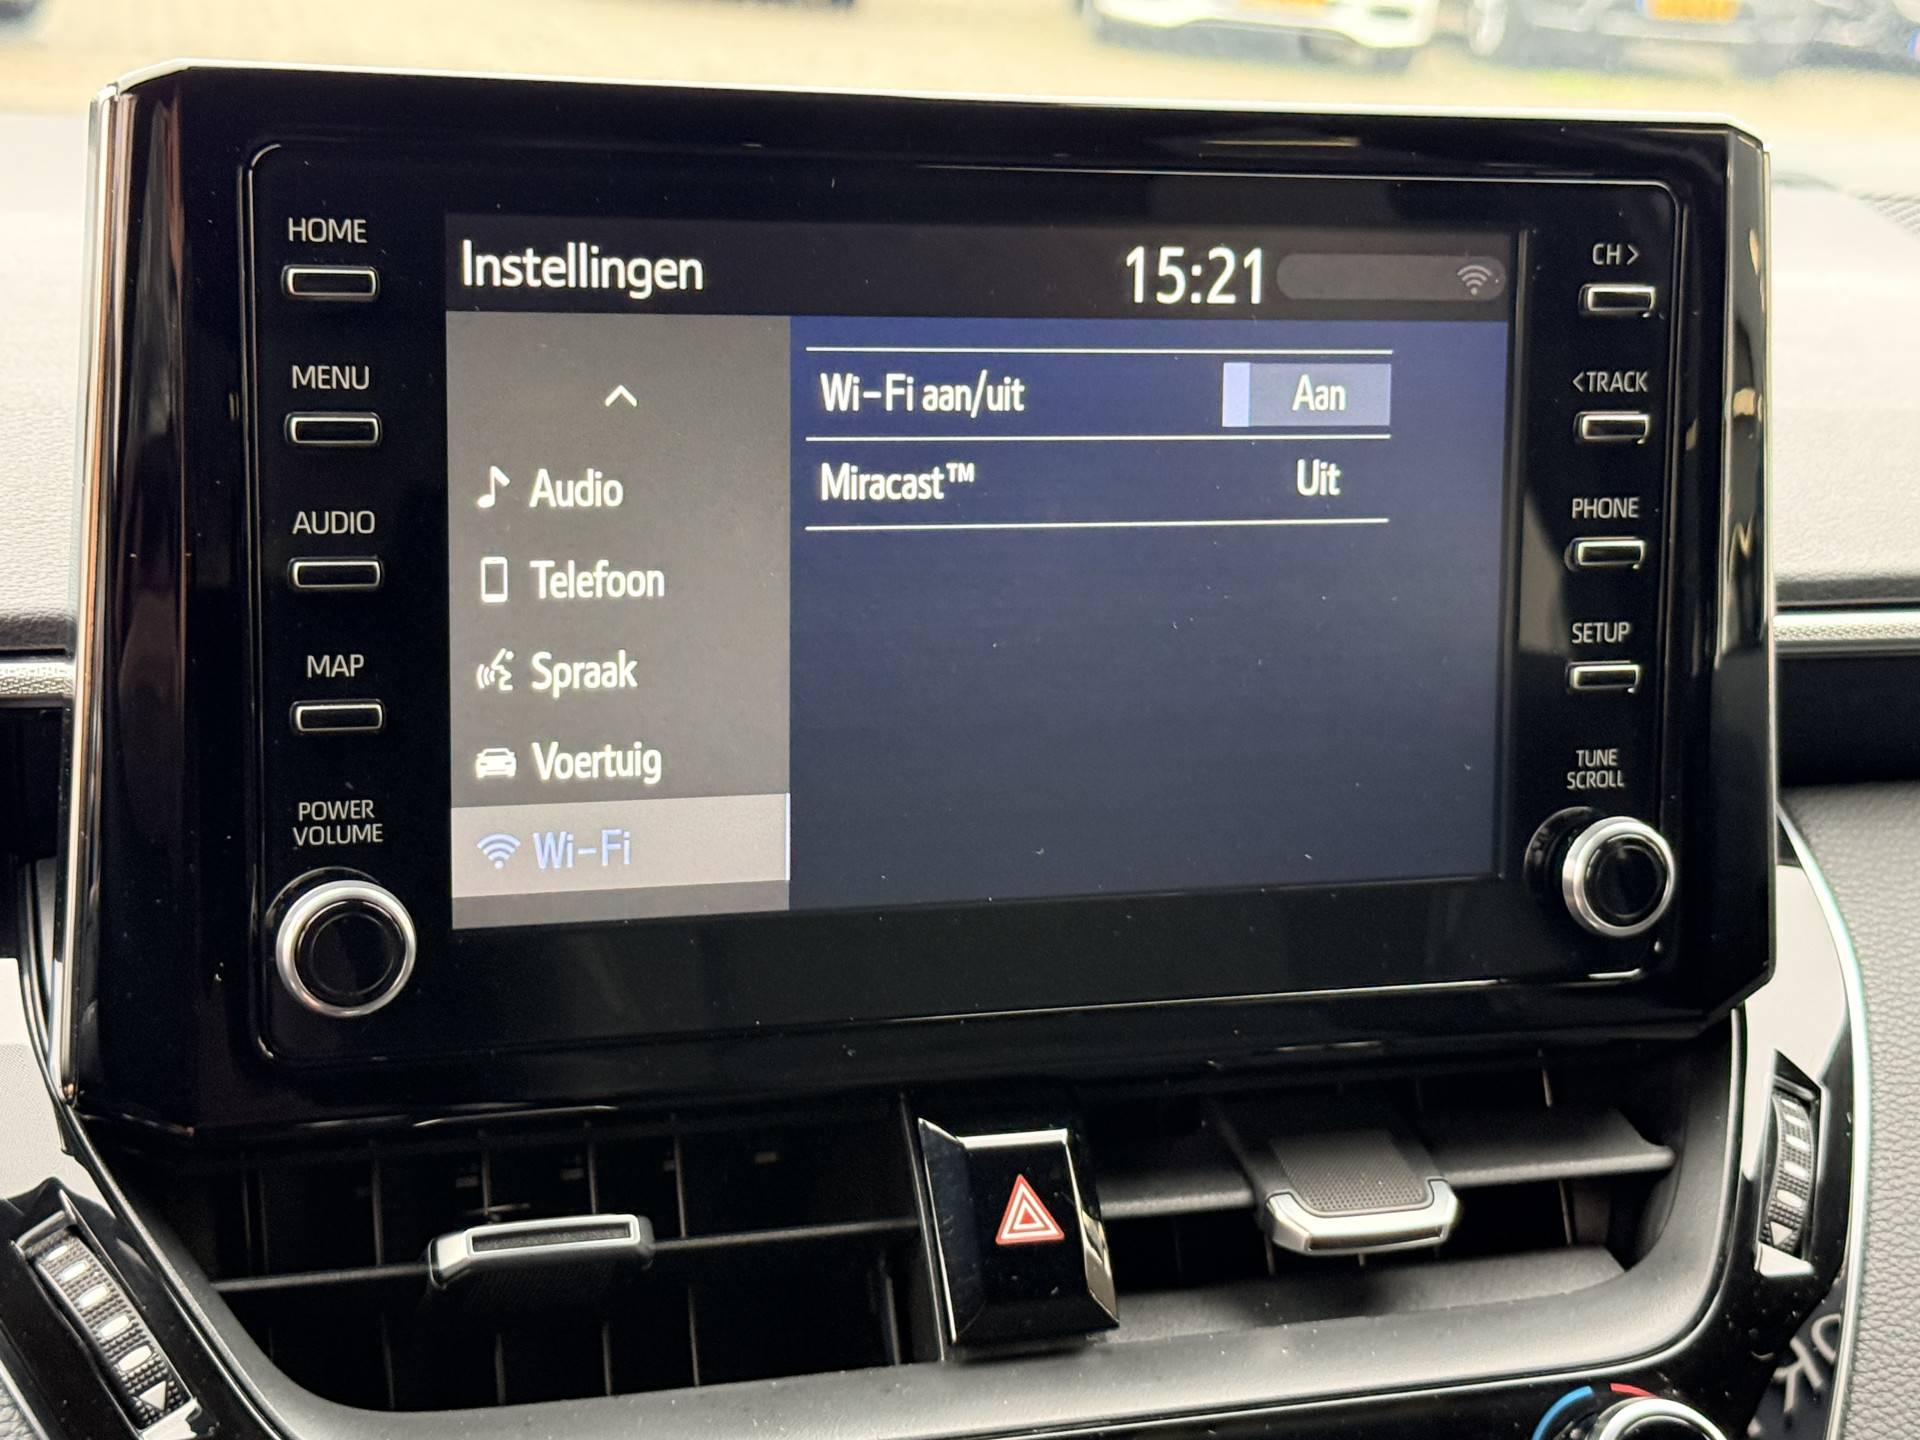 HOME
MENU
AUDIO
MAP
POWER
VOLUME
Instellingen
15:21
Audio
Telefoon
Spraak
Voertuig
Wi-Fi
Wi-Fi aan/uit
Aan
Miracast™
Uit
CH >
< TRACK
PHONE
SETUP
TUNE
SCROLL